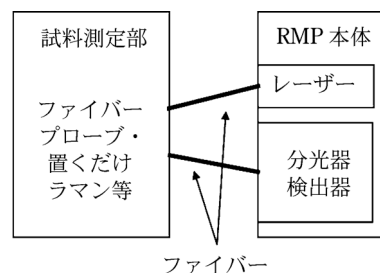 試料測定部
ファイバー
プローブ・
置くだけ
ラマン等
RMP 本体
レーザー
分光器
検出器
ファイバー